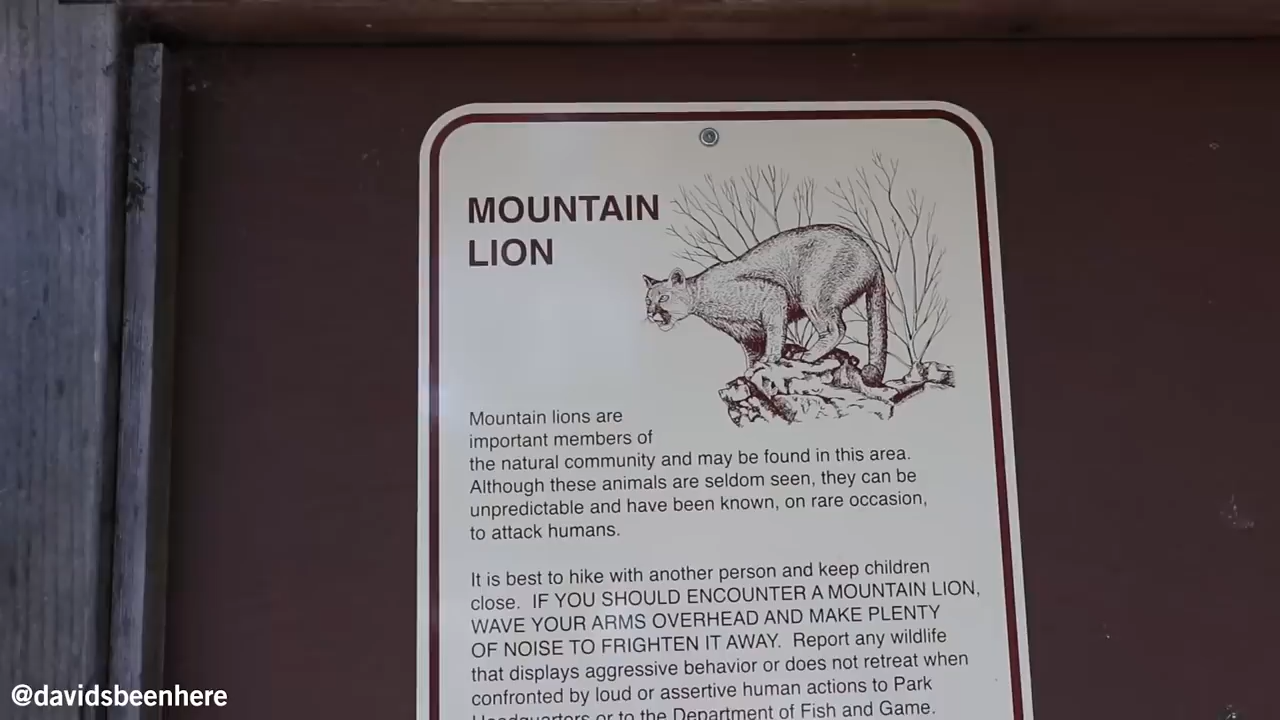 MOUNTAIN
LION
Mountain lions are
important members of
the natural community and may be found in this area.
Although these animals are seldom seen, they can be
unpredictable and have been known, on rare occasion,
to attack humans.
It is best to hike with another person and keep children
close. IF YOU SHOULD ENCOUNTER A MOUNTAIN LION,
WAVE YOUR ARMS OVERHEAD AND MAKE PLENTY
OF NOISE TO FRIGHTEN IT AWAY. Report any wildlife
that displays aggressive behavior or does not retreat when
confronted by loud or assertive human actions to Park
Headquarters or to the Department of Fish and Game.
@davidsbeenhere